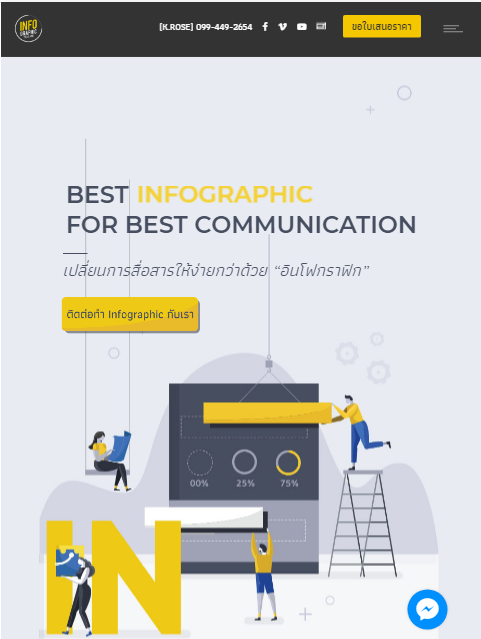 INFO
GRAPHIC
[K.ROSE] 099-449-2654
ขอใบเสนอราคา
BEST INFOGRAPHIC
FOR BEST COMMUNICATION
เปลี่ยนการสื่อสารให้ง่ายกว่าด้วย “อินโฟกราฟิก”
ติดต่อทำ Infographic กับเรา
00%
25%
75%
IN